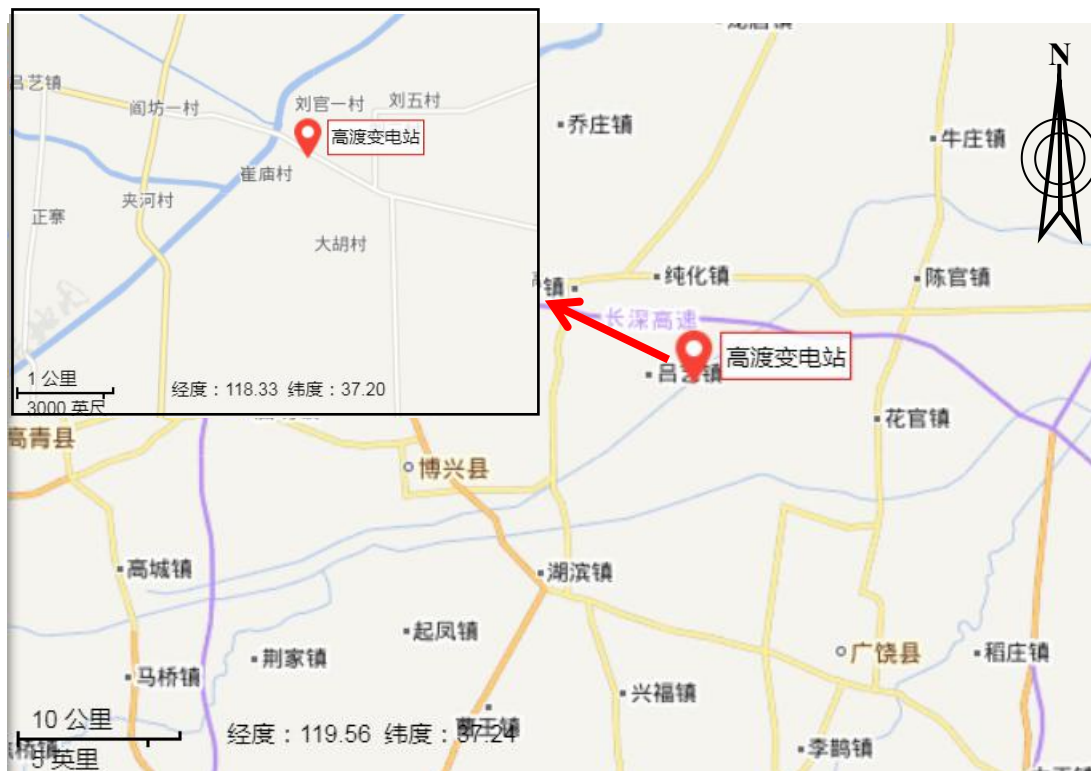 吕艺镇
阎坊一村
刘官一村
刘五村
高渡变电站
崔庙村
夹河村
正寨
大胡村
1 公里
3000 英尺
经度：118.33 纬度：37.20
N
乔庄镇
牛庄镇
纯化镇
陈官镇
镇
长深高速
高渡变电站
吕艺镇
花官镇
高青县
博兴县
高城镇
湖滨镇
起凤镇
荆家镇
广饶县
稻庄镇
马桥镇
兴福镇
曹王镇
李鹊镇
10 公里
5 英里
经度：119.56 纬度：37.24
桥镇